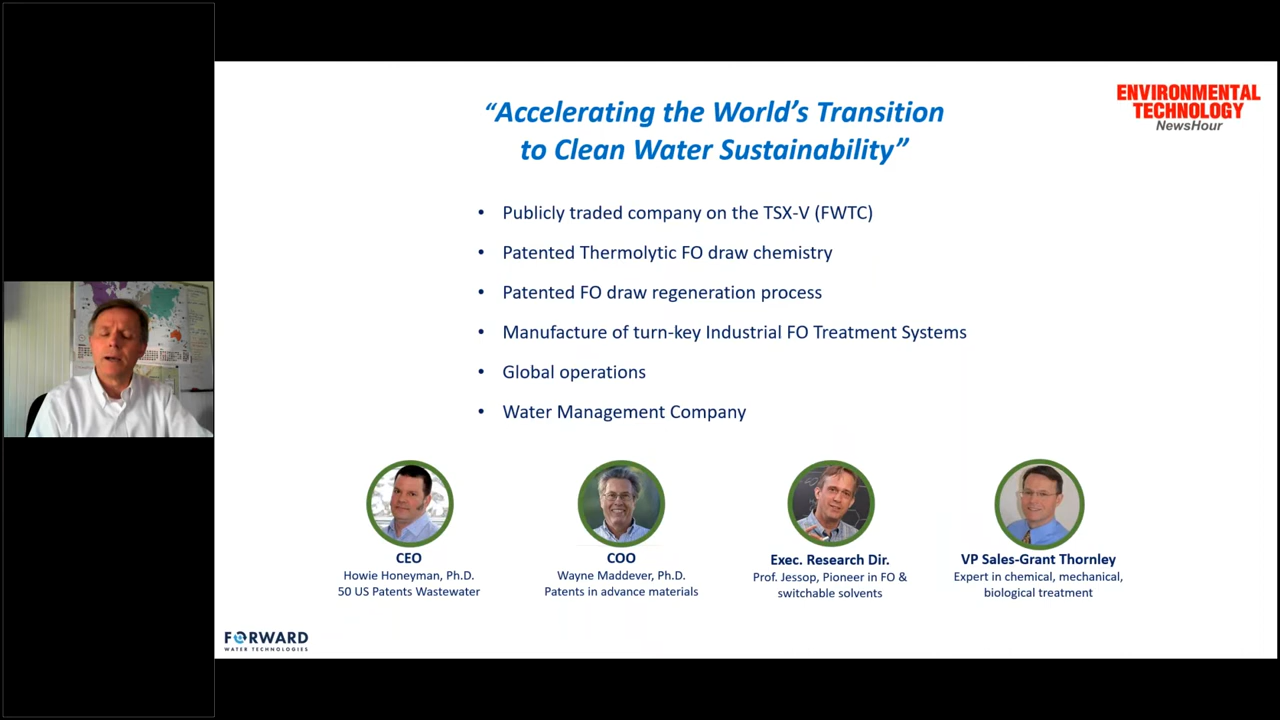 ENVIRONMENTAL
TECHNOLOGY
NewsHour
“Accelerating the World’s Transition
to Clean Water Sustainability”
• Publicly traded company on the TSX-V (FWTC)
• Patented Thermolytic FO draw chemistry
• Patented FO draw regeneration process
• Manufacture of turn-key Industrial FO Treatment Systems
• Global operations
• Water Management Company
CEO
Howie Honeyman, Ph.D.
50 US Patents Wastewater
COO
Wayne Maddever, Ph.D.
Patents in advance materials
Exec. Research Dir.
Prof. Jessop, Pioneer in FO &
switchable solvents
VP Sales-Grant Thornley
Expert in chemical, mechanical,
biological treatment
FORWARD
WATER TECHNOLOGIES